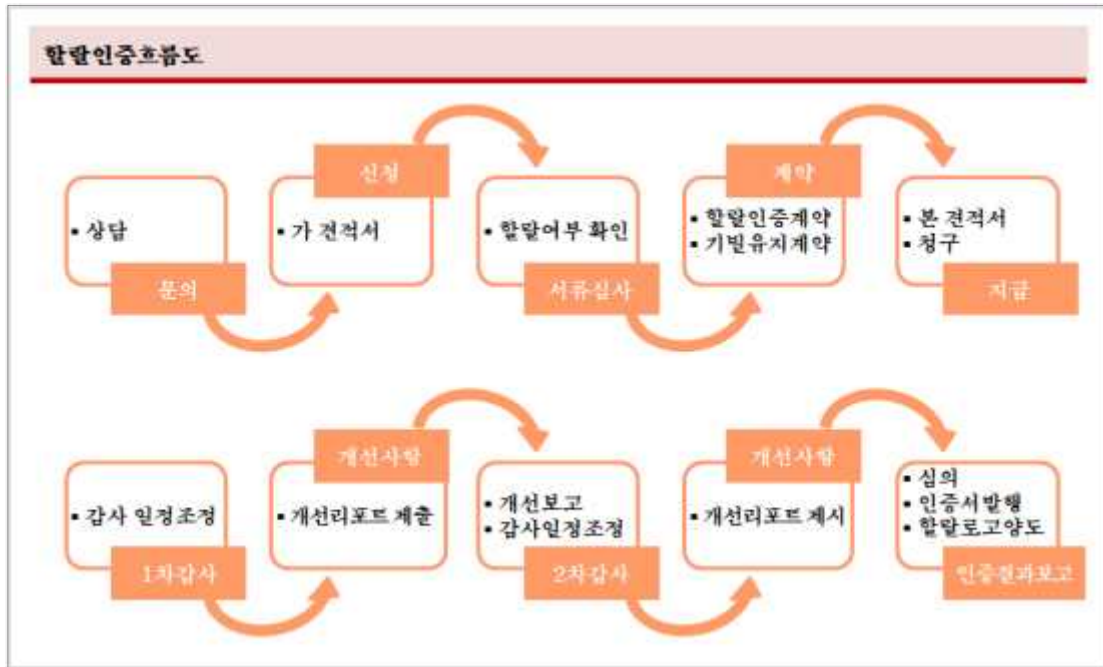 할랄인증흐름도
신청
계약
▪ 상담
▪ 가 견적서
▪ 할랄여부 확인
▪ 할랄인증계약
▪ 기밀유지계약
▪ 본 견적서
▪ 청구
문의
서류심사
지급
개선사항
개선사항
▪ 감사 일정조정
▪ 개선리포트 제출
▪ 개선보고
▪ 감사일정조정
▪ 개선리포트 제시
▪ 심의
▪ 인증서발행
▪ 할랄로고양도
1차감사
2차감사
인증결과보고